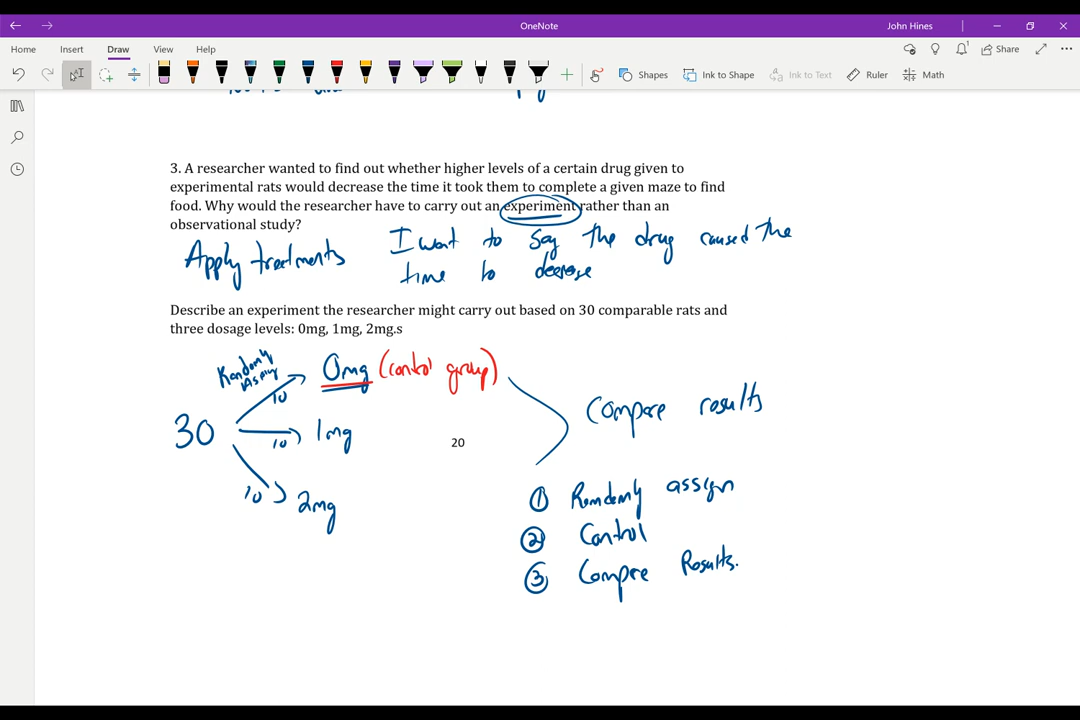 OneNote
John Hines
Home Insert Draw View Help
1
Share
Shapes Ink to Shape Ink to Text Ruler Math
3. A researcher wanted to find out whether higher levels of a certain drug given to
experimental rats would decrease the time it took them to complete a given maze to find
food. Why would the researcher have to carry out an experiment rather than an
observational study?
Apply treatments
I want to say the drug caused the
time to decrease
Describe an experiment the researcher might carry out based on 30 comparable rats and
three dosage levels: 0mg, 1mg, 2mg.s
Randomly
Assign
0mg (control group)
10
30
10 1mg
10 2mg
20
Compare results
① Randomly assign
② Control
③ Compare Results.